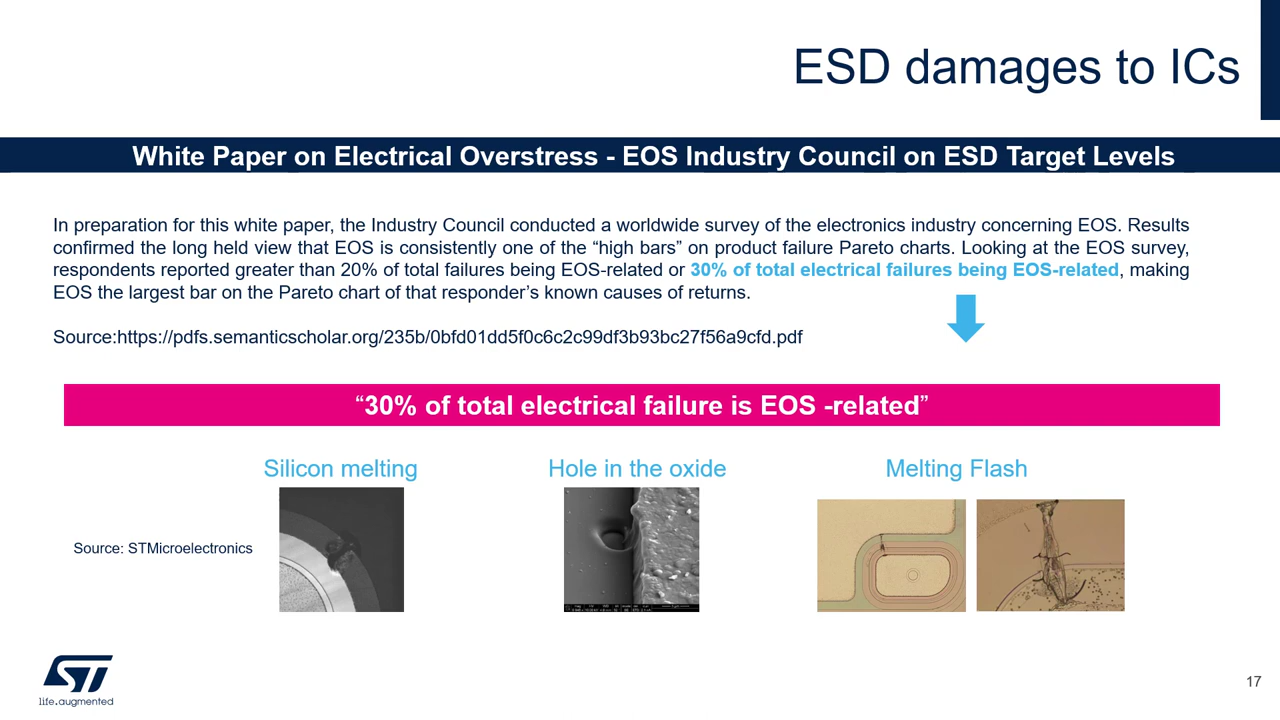 ESD damages to ICs
White Paper on Electrical Overstress - EOS Industry Council on ESD Target Levels
In preparation for this white paper, the Industry Council conducted a worldwide survey of the electronics industry concerning EOS. Results
confirmed the long held view that EOS is consistently one of the “high bars” on product failure Pareto charts. Looking at the EOS survey,
respondents reported greater than 20% of total failures being EOS-related or 30% of total electrical failures being EOS-related, making
EOS the largest bar on the Pareto chart of that responder’s known causes of returns.
Source:https://pdfs.semanticscholar.org/235b/0bfd01dd5f0c6c2c99df3b93bc27f56a9cfd.pdf
“30% of total electrical failure is EOS -related”
Silicon melting
Hole in the oxide
Melting Flash
Source: STMicroelectronics
ST
life.augmented
17